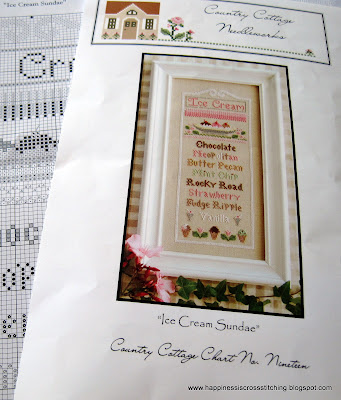 "Ice Cream Sundae"
Country Cottage
Needleworks
Ice Cream
Chocolate
Neopolitan
Butter Pecan
Mint Chip
Rocky Road
Strawberry
Fudge Ripple
Vanilla
"Ice Cream Sundae"
Country Cottage Chart No. Nineteen
www.happinessiscrossstitching.blogspot.com